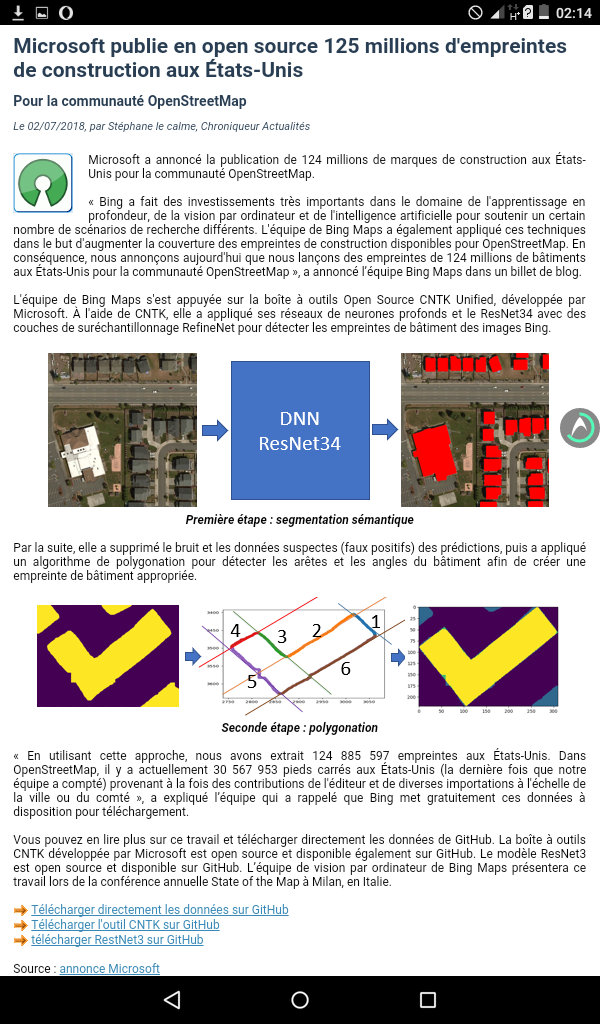 02:14
Microsoft publie en open source 125 millions d'empreintes
de construction aux États-Unis
Pour la communauté OpenStreetMap
Le 02/07/2018, par Stéphane le calme, Chroniqueur Actualités
Microsoft a annoncé la publication de 124 millions de marques de construction aux États-
Unis pour la communauté OpenStreetMap.
« Bing a fait des investissements très importants dans le domaine de l'apprentissage en
profondeur, de la vision par ordinateur et de l'intelligence artificielle pour soutenir un certain
nombre de scénarios de recherche différents. L'équipe de Bing Maps a également appliqué ces techniques
dans le but d'augmenter la couverture des empreintes de construction disponibles pour OpenStreetMap. En
conséquence, nous annonçons aujourd'hui que nous lançons des empreintes de 124 millions de bâtiments
aux États-Unis pour la communauté OpenStreetMap », a annoncé l'équipe Bing Maps dans un billet de blog.
L'équipe de Bing Maps s'est appuyée sur la boîte à outils Open Source CNTK Unified, développée par
Microsoft. À l'aide de CNTK, elle a appliqué ses réseaux de neurones profonds et le ResNet34 avec des
couches de suréchantillonnage RefineNet pour détecter les empreintes de bâtiment des images Bing.
DNN
ResNet34
Première étape : segmentation sémantique
Par la suite, elle a supprimé le bruit et les données suspectes (faux positifs) des prédictions, puis a appliqué
un algorithme de polygonation pour détecter les arêtes et les angles du bâtiment afin de créer une
empreinte de bâtiment appropriée.
4 3 2 1
5 6
2750 2800 2850 2900 2950 3000 3050
0 50 100 150 200 250 300
Seconde étape : polygonation
« En utilisant cette approche, nous avons extrait 124 885 597 empreintes aux États-Unis. Dans
OpenStreetMap, il y a actuellement 30 567 953 pieds carrés aux États-Unis (la dernière fois que notre
équipe a compté) provenant à la fois des contributions de l'éditeur et de diverses importations à l'échelle de
la ville ou du comté », a expliqué l'équipe qui a rappelé que Bing met gratuitement ces données à
disposition pour téléchargement.
Vous pouvez en lire plus sur ce travail et télécharger directement les données de GitHub. La boîte à outils
CNTK développée par Microsoft est open source et disponible également sur GitHub. Le modèle ResNet3
est open source et disponible sur GitHub. L'équipe de vision par ordinateur de Bing Maps présentera ce
travail lors de la conférence annuelle State of the Map à Milan, en Italie.
Télécharger directement les données sur GitHub
Télécharger l'outil CNTK sur GitHub
télécharger RestNet3 sur GitHub
Source : annonce Microsoft